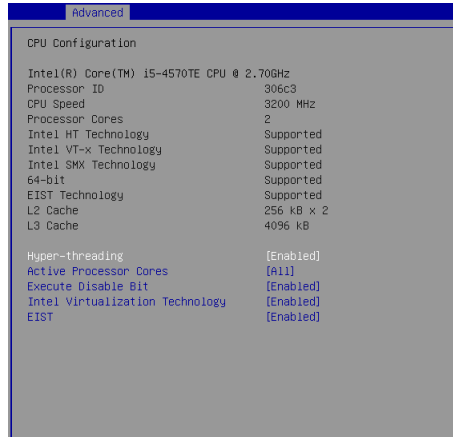 Advanced
CPU Configuration
Intel(R) Core(TM) i5-4570TE CPU @ 2.70GHz
Processor ID 306c3
CPU Speed 3200 MHz
Processor Cores 2
Intel HT Technology Supported
Intel VT-x Technology Supported
Intel SMX Technology Supported
64-bit Supported
EIST Technology Supported
L2 Cache 256 kB x 2
L3 Cache 4096 kB
Hyper-threading [Enabled]
Active Processor Cores [All]
Execute Disable Bit [Enabled]
Intel Virtualization Technology [Enabled]
EIST [Enabled]